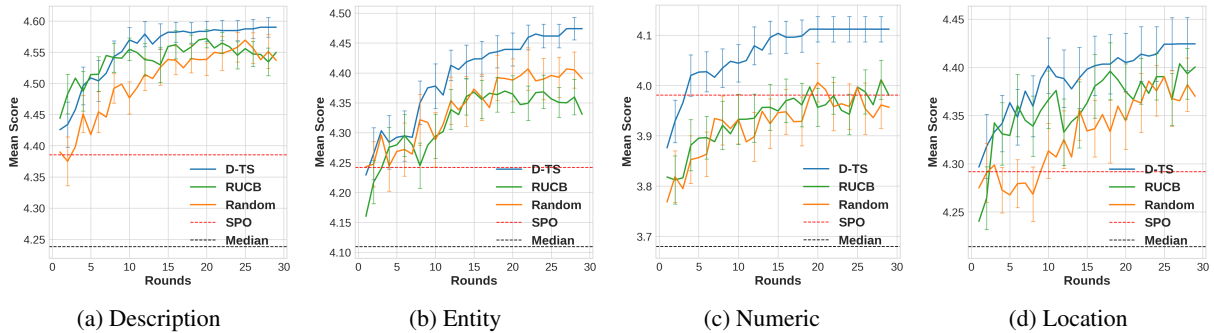 4.60
4.55
4.50
4.45
4.40
4.35
4.30
4.25
Mean Score
D-TS
RUCB
Random
SPO
Median
0 5 10 15 20 25 30
Rounds
(a) Description
4.50
4.45
4.40
4.35
4.30
4.25
4.20
4.15
4.10
Mean Score
D-TS
RUCB
Random
SPO
Median
0 5 10 15 20 25 30
Rounds
(b) Entity
4.1
4.0
3.9
3.8
3.7
Mean Score
D-TS
RUCB
Random
SPO
Median
0 5 10 15 20 25 30
Rounds
(c) Numeric
4.45
4.40
4.35
4.30
4.25
Mean Score
D-TS
RUCB
Random
SPO
Median
0 5 10 15 20 25 30
Rounds
(d) Location